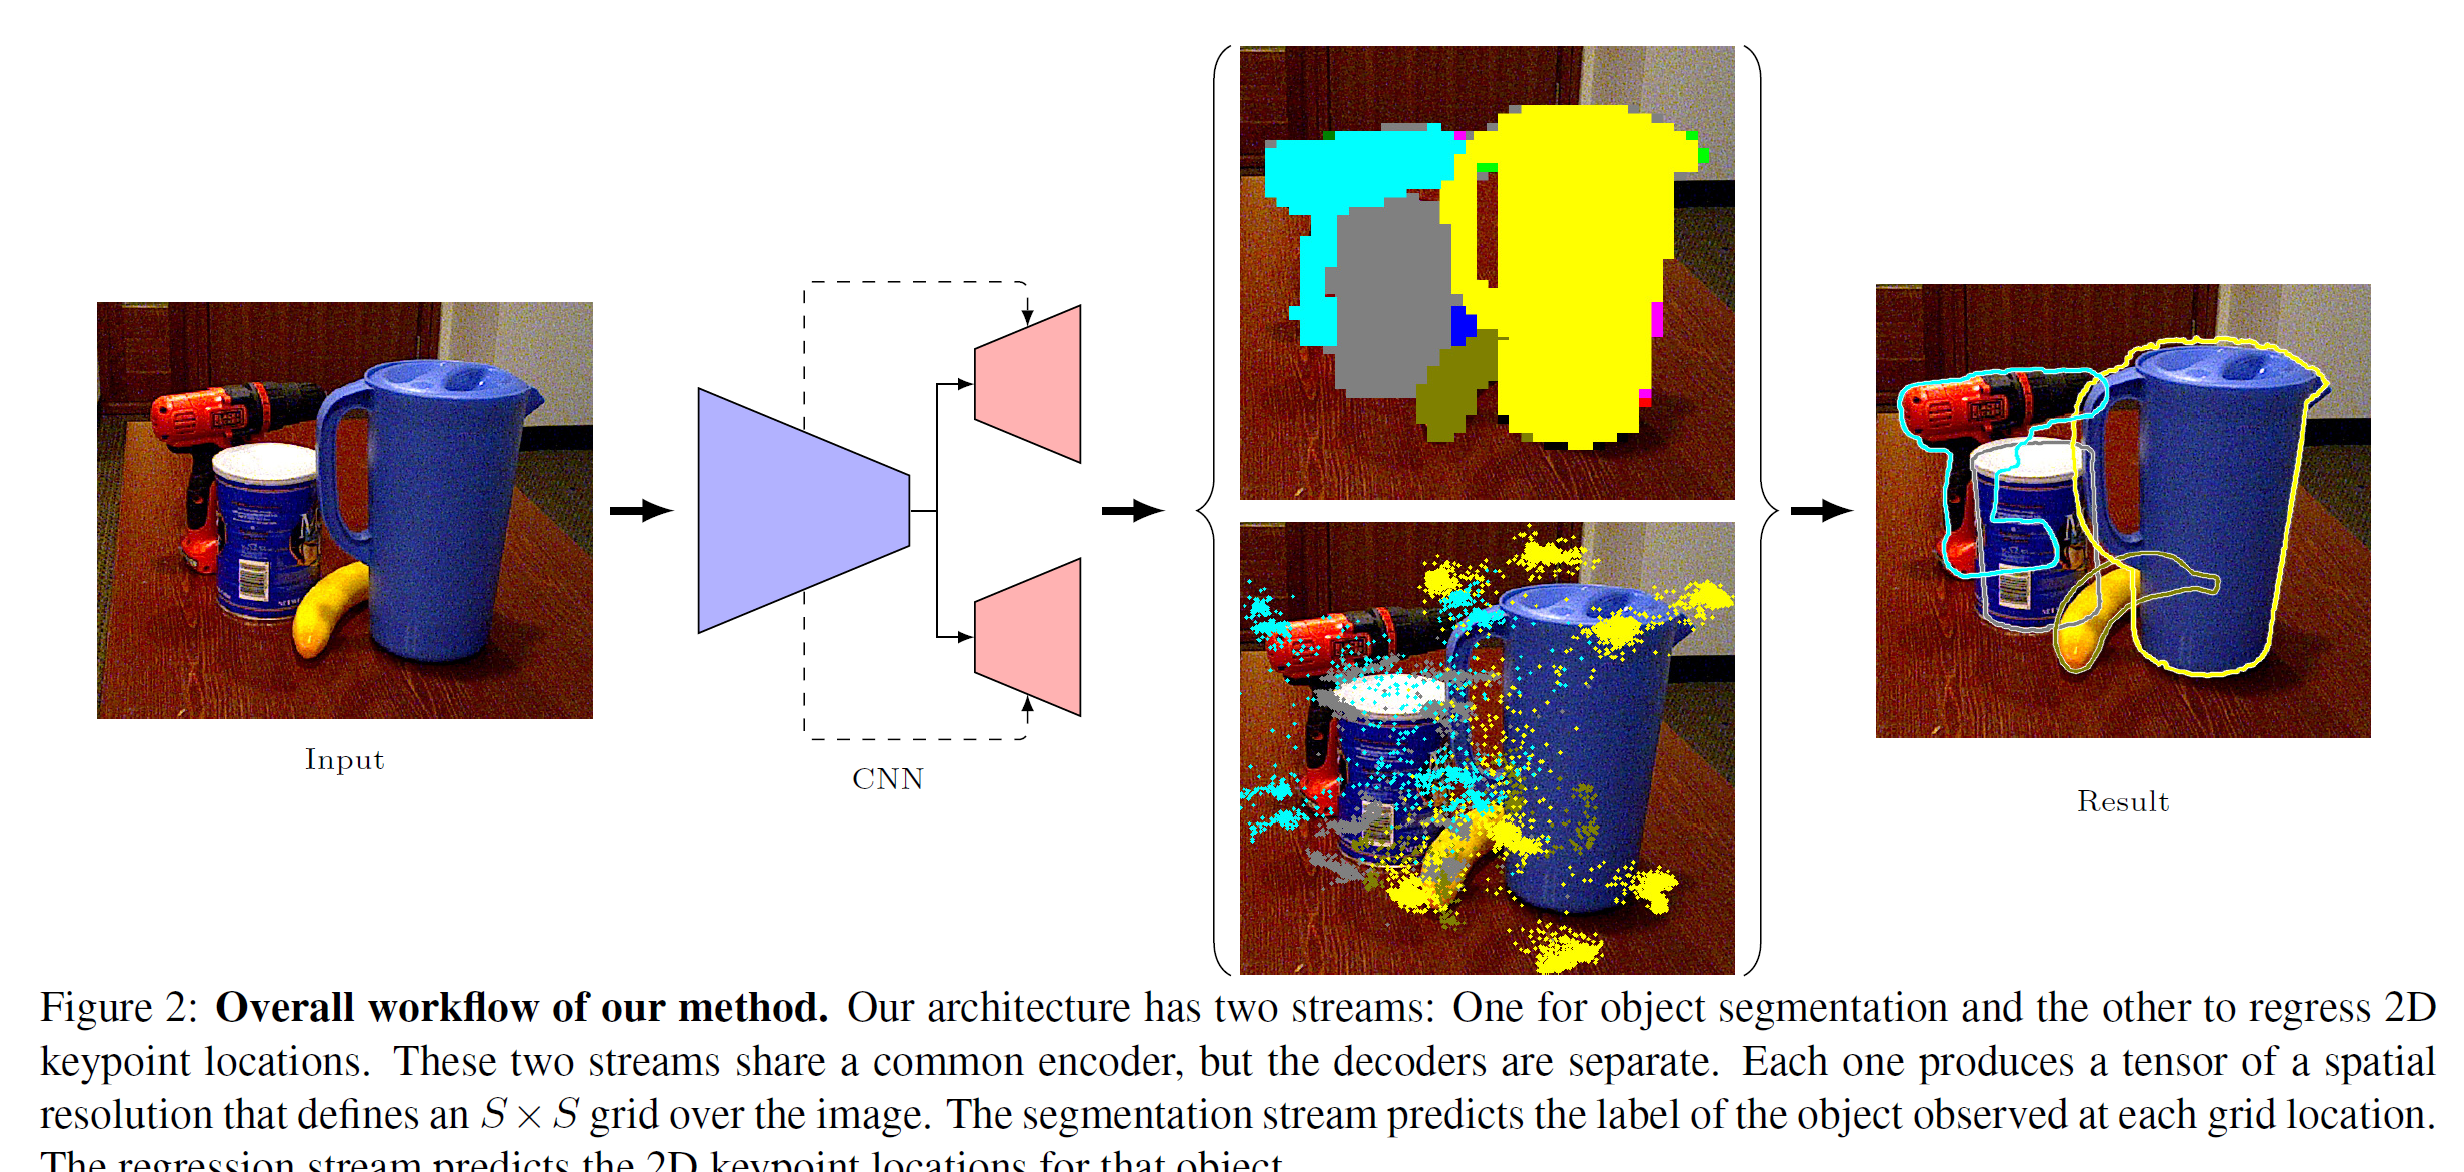 Input
CNN
Result
Figure 2: Overall workflow of our method. Our architecture has two streams: One for object segmentation and the other to regress 2D
keypoint locations. These two streams share a common encoder, but the decoders are separate. Each one produces a tensor of a spatial
resolution that defines an S × S grid over the image. The segmentation stream predicts the label of the object observed at each grid location.
The regression stream predicts the 2D keypoint locations for that object.